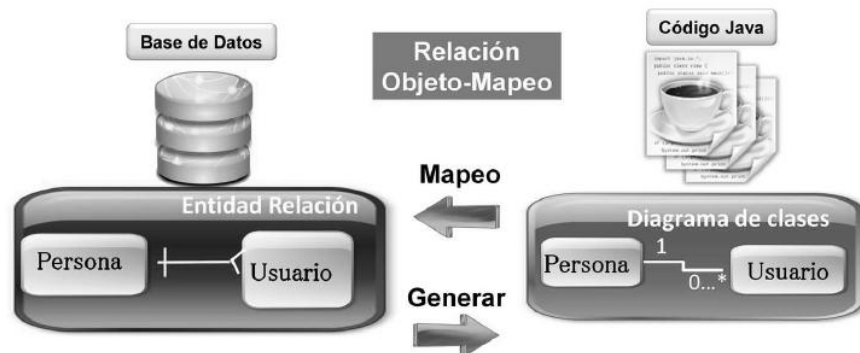 Base de Datos
Relación
Objeto-Mapeo
Código Java
Mapeo
Entidad Relación
Persona
Usuario
Generar
Diagrama de clases
Persona
1
0...*
Usuario